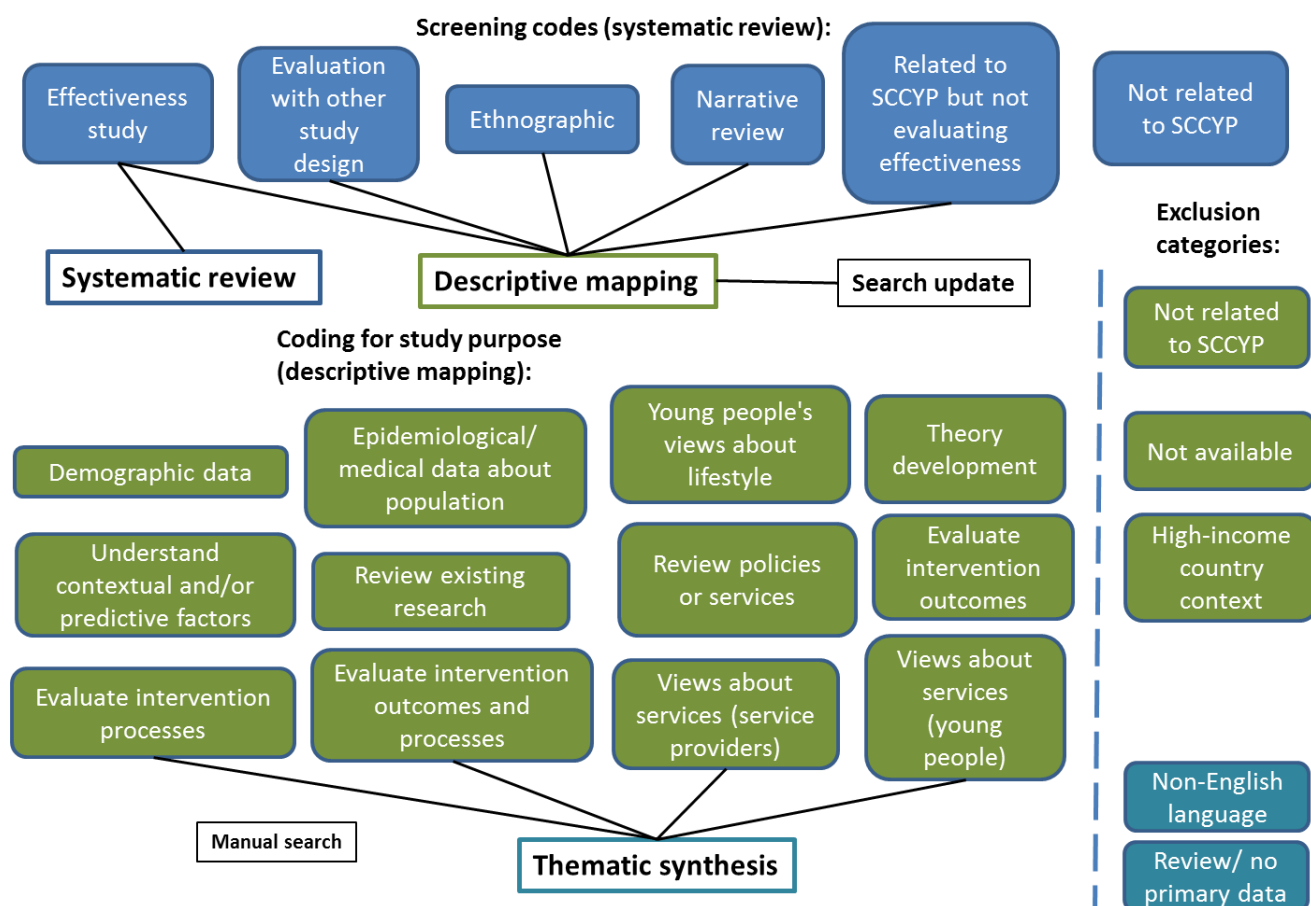 Screening codes (systematic review):
Effectiveness
study
Evaluation
with other
study
design
Ethnographic
Narrative
review
Related to
SCCYP but not
evaluating
effectiveness
Not related
to SCCYP
Systematic review
Descriptive mapping
Search update
Exclusion
categories:
Coding for study purpose
(descriptive mapping):
Demographic data
Epidemiological/
medical data about
population
Young people's
views about
lifestyle
Theory
development
Understand
contextual and/or
predictive factors
Review existing
research
Review policies
or services
Evaluate
intervention
outcomes
Evaluate intervention
processes
Evaluate intervention
outcomes and
processes
Views about
services (service
providers)
Views about
services
(young
people)
Not related
to SCCYP
Not available
High-income
country
context
Non-English
language
Review/ no
primary data
Manual search
Thematic synthesis